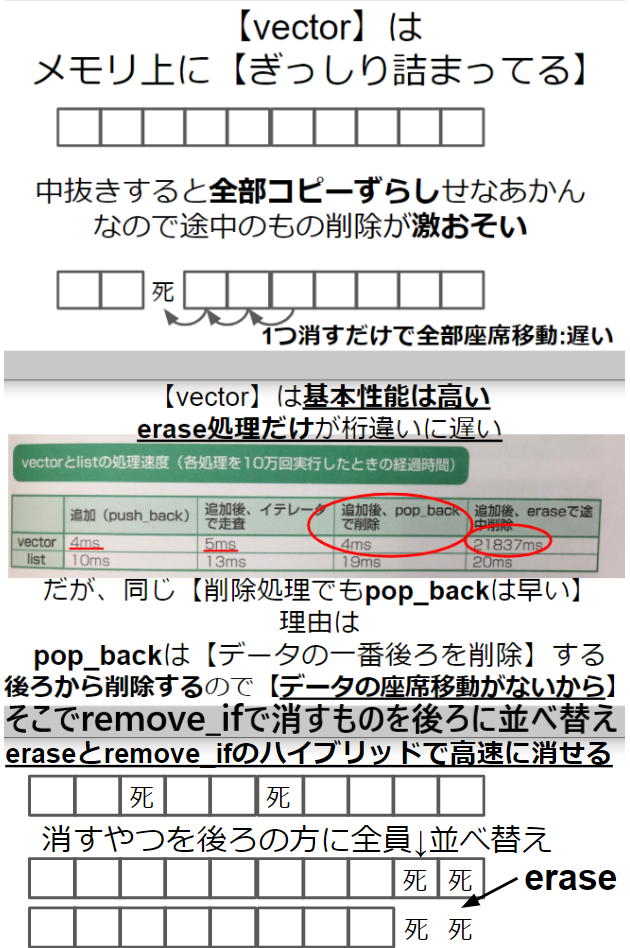 【vector】は
メモリ上に【ぎっしり詰まってる】
中抜きすると全部コピーずらしせなあかん
なので途中のもの削除が激おそい
死
1つ消すだけで全部座席移動:遅い
【vector】は基本性能は高い
erase処理だけが桁違いに遅い
vectorとlistの処理速度（各処理を10万回実行したときの経過時間）
追加（push_back） 追加後、イテレータで走査 追加後、pop_backで削除 追加後、eraseで途中削除
vector 4ms 5ms 4ms 21837ms
list 10ms 13ms 19ms 20ms
だが、同じ【削除処理でもpop_backは早い】
理由は
pop_backは【データの一番後ろを削除】する
後ろから削除するので【データの座席移動がないから】
そこでremove_ifで消すものを後ろに並べ替え
eraseとremove_ifのハイブリッドで高速に消せる
死 死
消すやつを後ろの方に全員↓並べ替え
死 死
erase
死 死